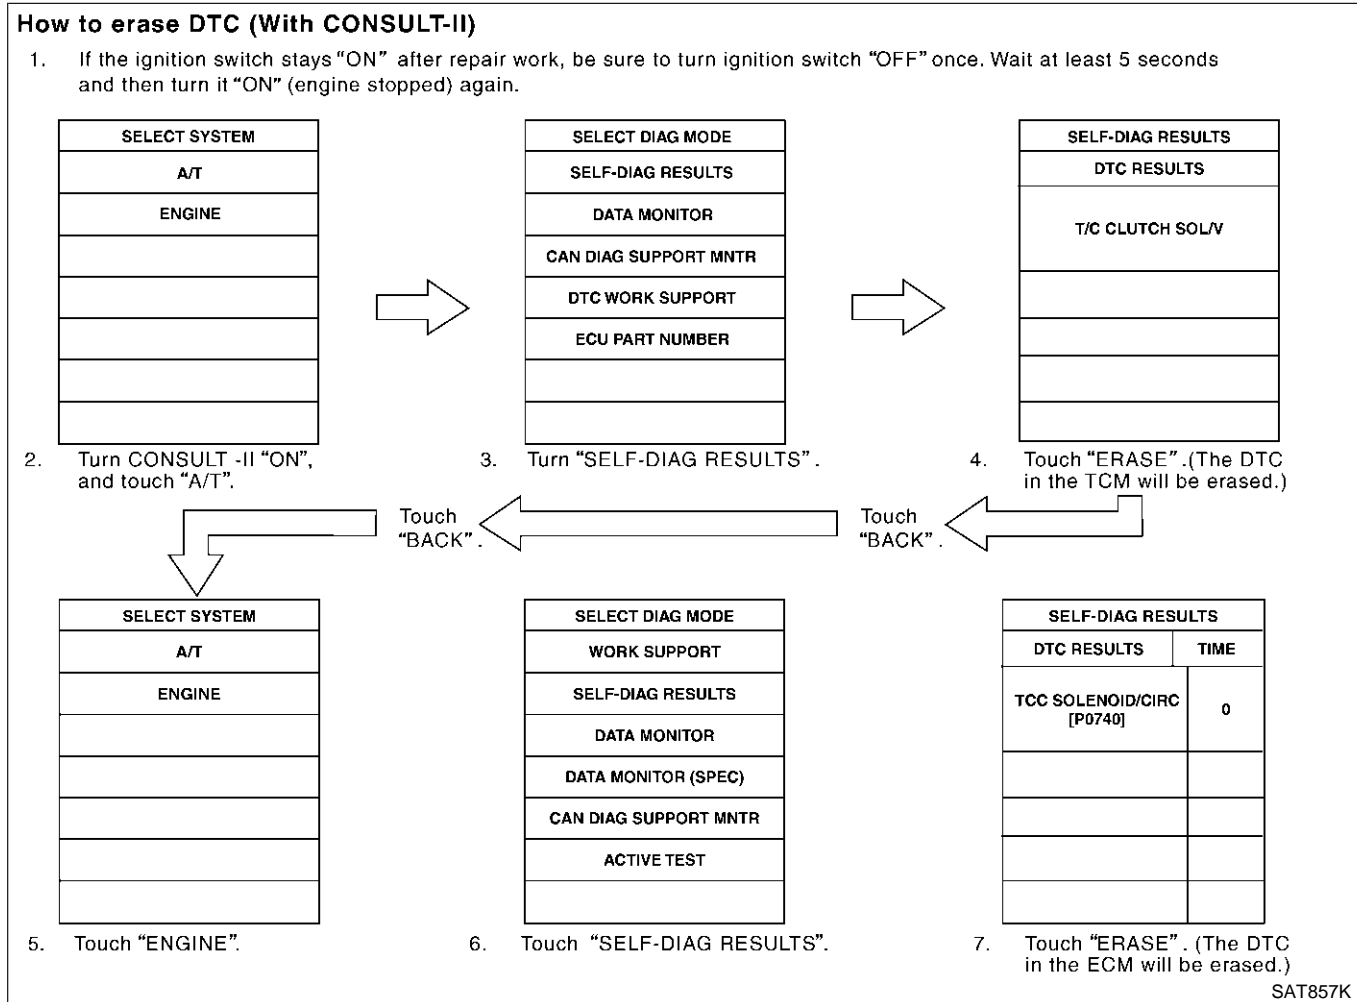 How to erase DTC (With CONSULT-II)
1. If the ignition switch stays “ON” after repair work, be sure to turn ignition switch “OFF” once. Wait at least 5 seconds
and then turn it “ON” (engine stopped) again.
SELECT SYSTEM
A/T
ENGINE
SELECT DIAG MODE
SELF-DIAG RESULTS
DATA MONITOR
CAN DIAG SUPPORT MNTR
DTC WORK SUPPORT
ECU PART NUMBER
SELF-DIAG RESULTS
DTC RESULTS
T/C CLUTCH SOL/V
2. Turn CONSULT -II “ON”,
and touch “A/T”.
3. Turn “SELF-DIAG RESULTS”.
4. Touch “ERASE”.(The DTC
in the TCM will be erased.)
Touch
“BACK”.
Touch
“BACK”.
SELECT SYSTEM
A/T
ENGINE
SELECT DIAG MODE
WORK SUPPORT
SELF-DIAG RESULTS
DATA MONITOR
DATA MONITOR (SPEC)
CAN DIAG SUPPORT MNTR
ACTIVE TEST
SELF-DIAG RESULTS
DTC RESULTS TIME
TCC SOLENOID/CIRC
[P0740] 0
5. Touch “ENGINE”.
6. Touch “SELF-DIAG RESULTS”.
7. Touch “ERASE”. (The DTC
in the ECM will be erased.)
SAT857K